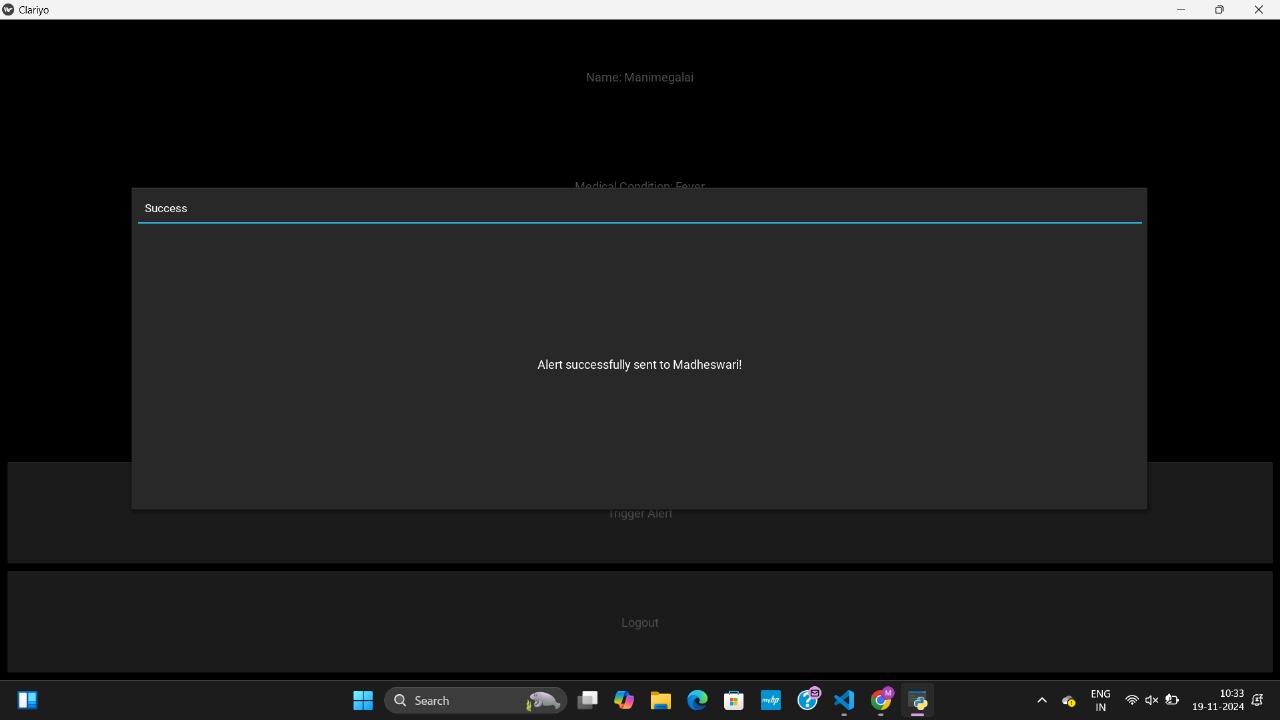 Clariyo
Name: Manimegalai
Medical Condition: Fever
Success
Alert successfully sent to Madheswari!
Trigger Alert
Logout
Search
myhp
M
ENG
IN
10:33
19-11-2024